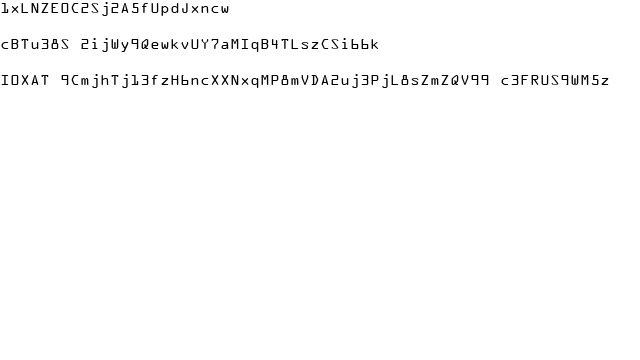 1xLNZEOC2Sj2A5fUpdJxncw
cBTu38S 2ijWy9QewkvUY7aMIqB4TLszCSi66k
IOXAT 9CmjhTj13fzH6ncXXNxqMP8mVDA2uj3PjL8sZmZQV99 c3FRUS9WM5z